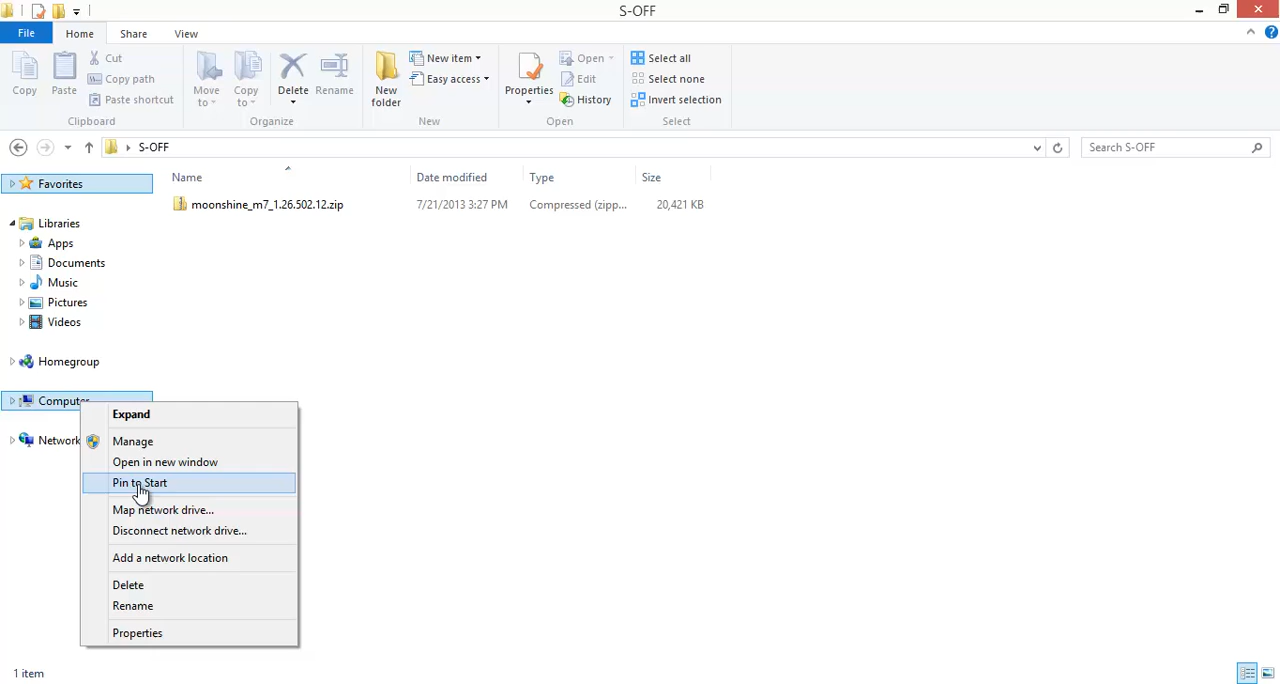 S-OFF
File Home Share View
Copy
Paste
Cut
Copy path
Paste shortcut
Clipboard
Move to
Copy to
Delete
Rename
Organize
New folder
New item
Easy access
New
Properties
Open
Edit
History
Open
Select all
Select none
Invert selection
Select
S-OFF
Search S-OFF
Name Date modified Type Size
moonshine_m7_1.26.502.12.zip 7/21/2013 3:27 PM Compressed (zipp... 20,421 KB
Favorites
Libraries
Apps
Documents
Music
Pictures
Videos
Homegroup
Computer
Network
Expand
Manage
Open in new window
Pin to Start
Map network drive...
Disconnect network drive...
Add a network location
Delete
Rename
Properties
1 item